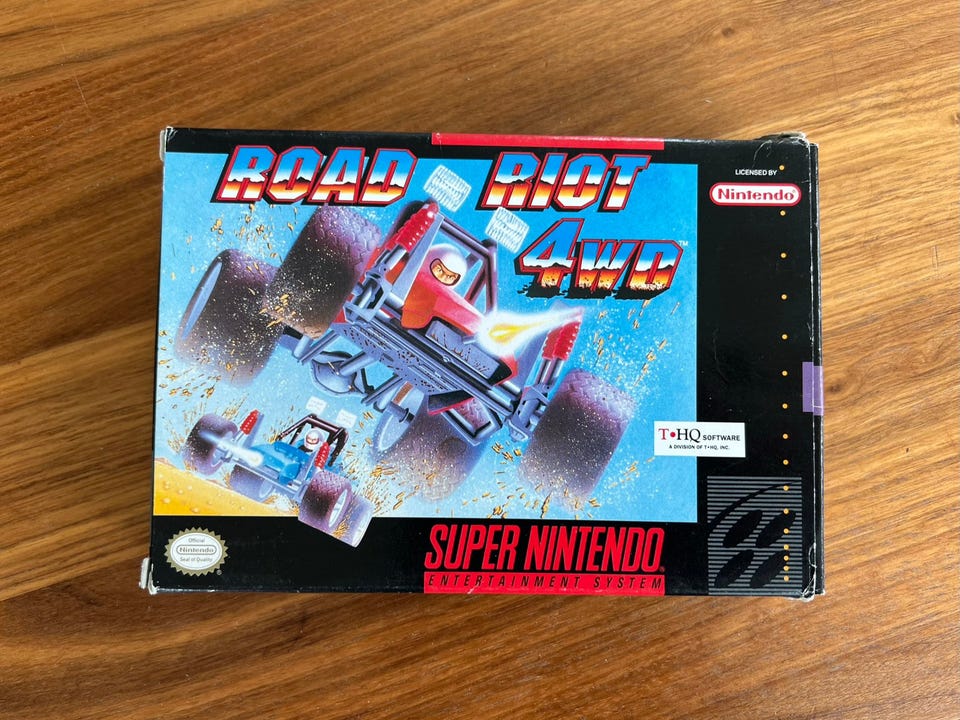 ROAD RIOT
4WD™
LICENSED BY
Nintendo®
T•HQ SOFTWARE
A DIVISION OF T•HQ, INC.
Official
Nintendo®
Seal of Quality
SUPER NINTENDO®
ENTERTAINMENT SYSTEM